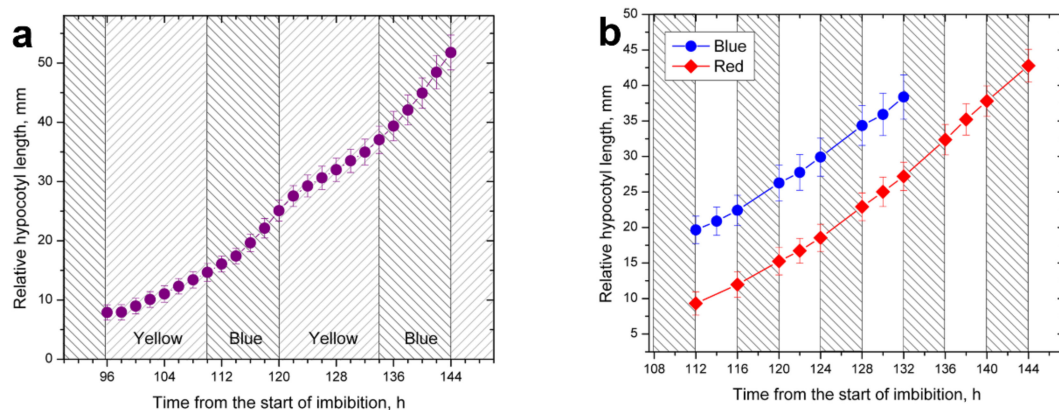 a
Relative hypocotyl length, mm
50
40
30
20
10
0
Yellow Blue Yellow Blue
96 104 112 120 128 136 144
Time from the start of imbibition, h
b
Relative hypocotyl length, mm
50
45
40
35
30
25
20
15
10
5
Blue
Red
108 112 116 120 124 128 132 136 140 144
Time from the start of imbibition, h